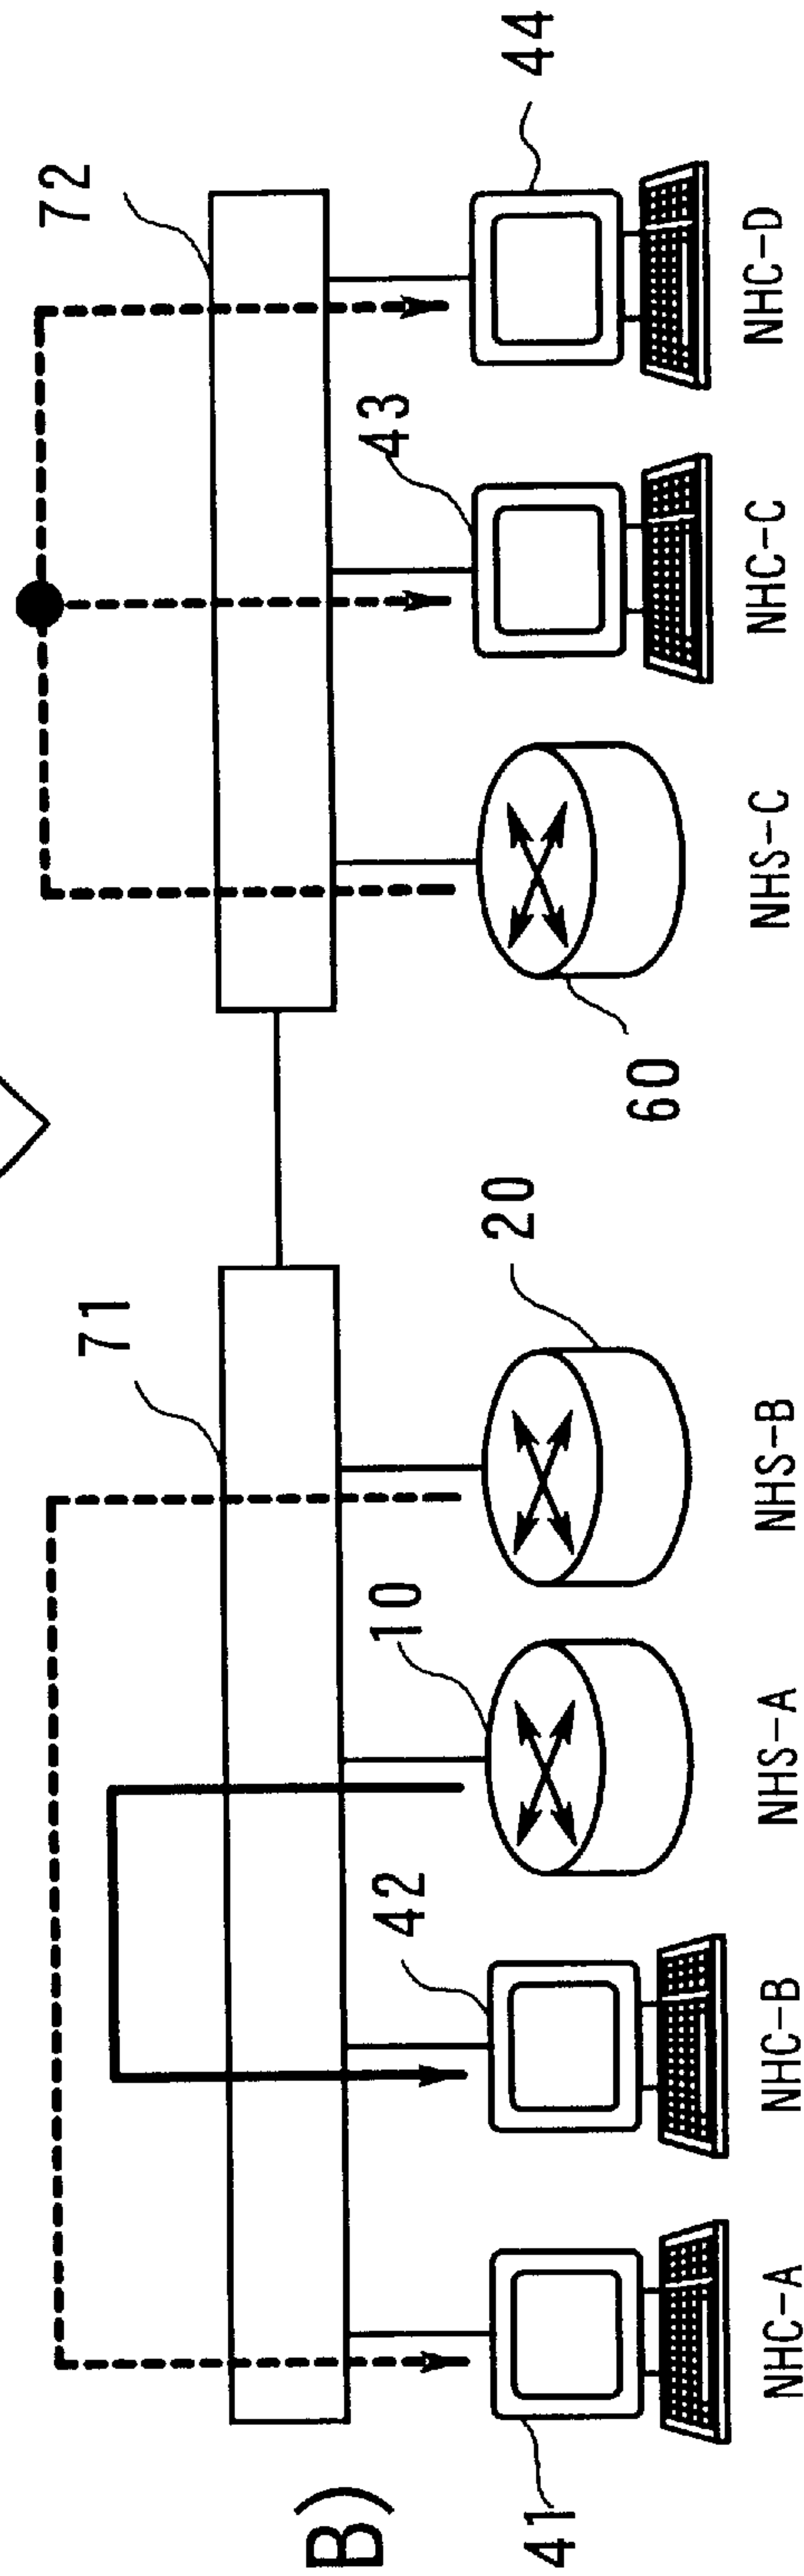 B)
71
72
41
42
10
20
60
43
44
NHC-A
NHC-B
NHS-A
NHS-B
NHS-C
NHC-C
NHC-D